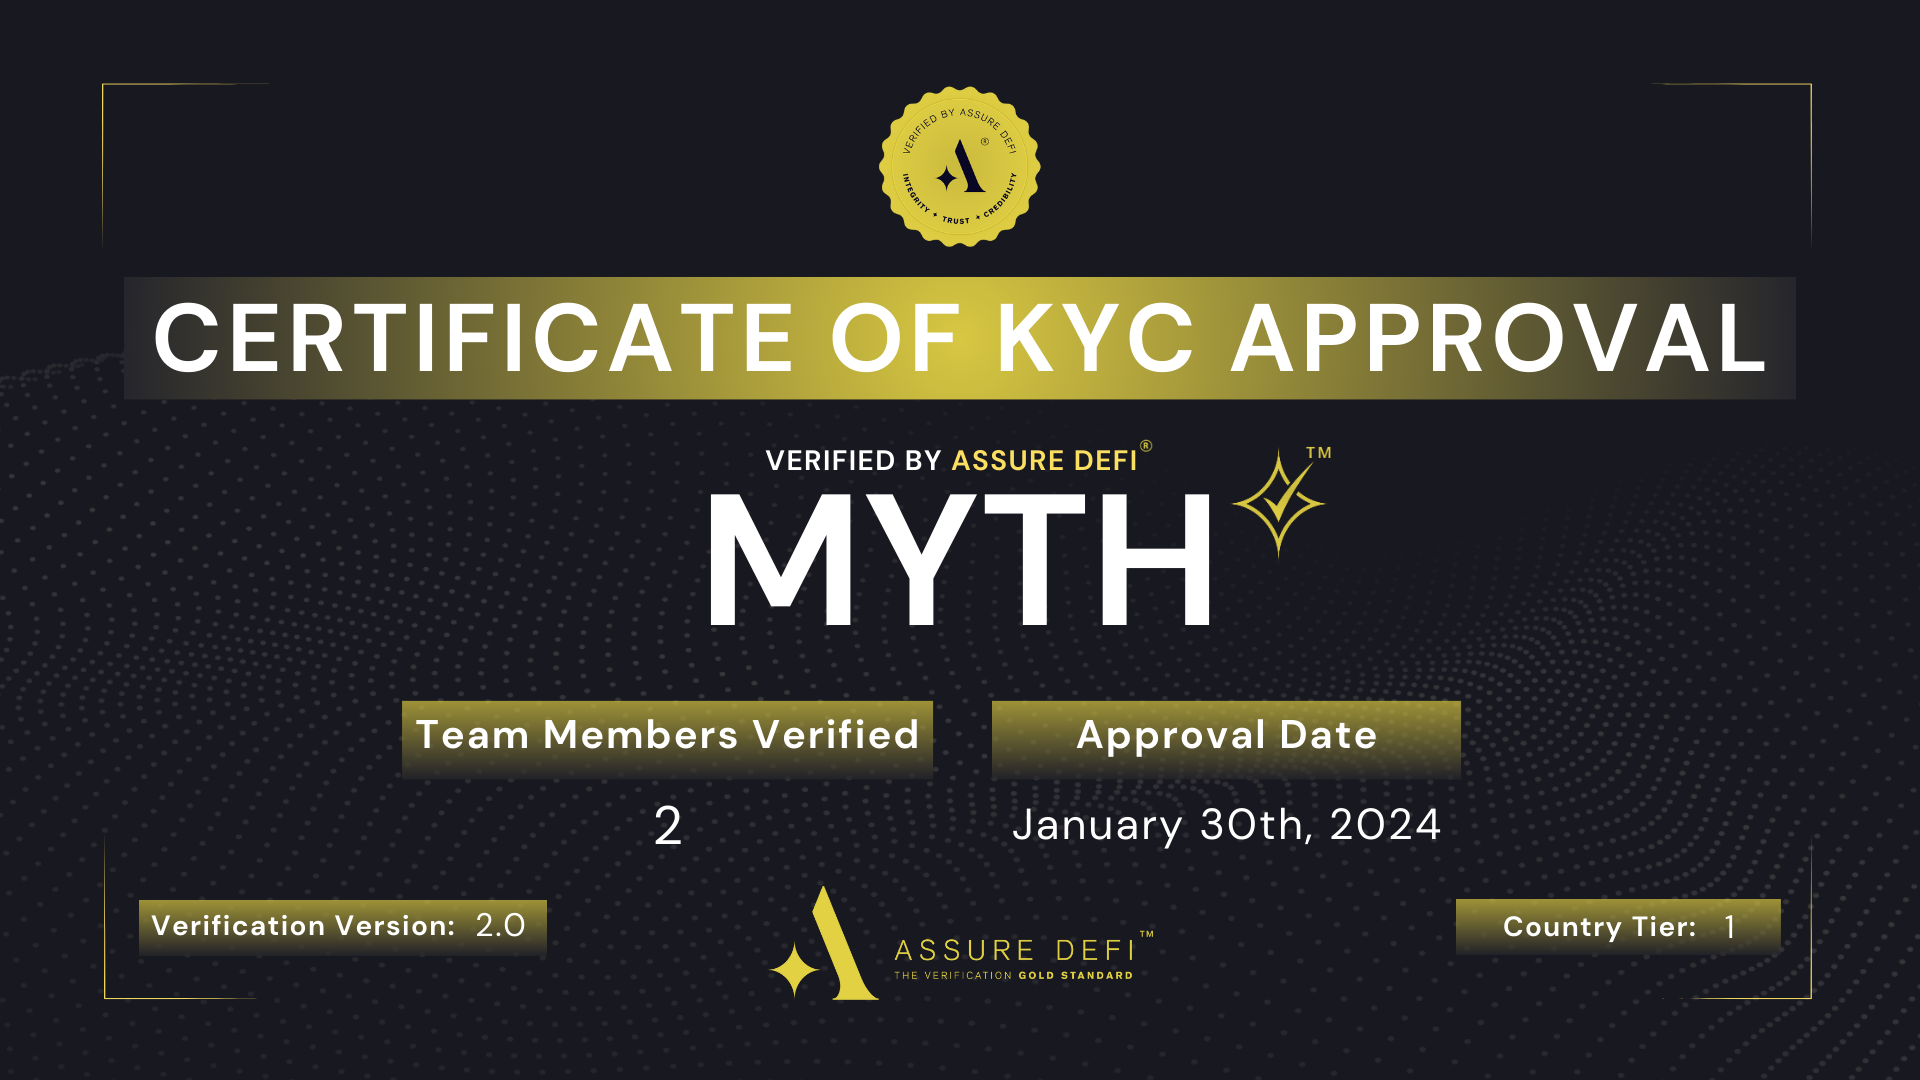 VERIFIED BY ASSURE DEFI
A ®
INTEGRITY ✦ TRUST ✦ CREDIBILITY
CERTIFICATE OF KYC APPROVAL
VERIFIED BY ASSURE DEFI®
MYTH ™
Team Members Verified
2
Approval Date
January 30th, 2024
Verification Version: 2.0
ASSURE DEFI™
THE VERIFICATION GOLD STANDARD
Country Tier: 1